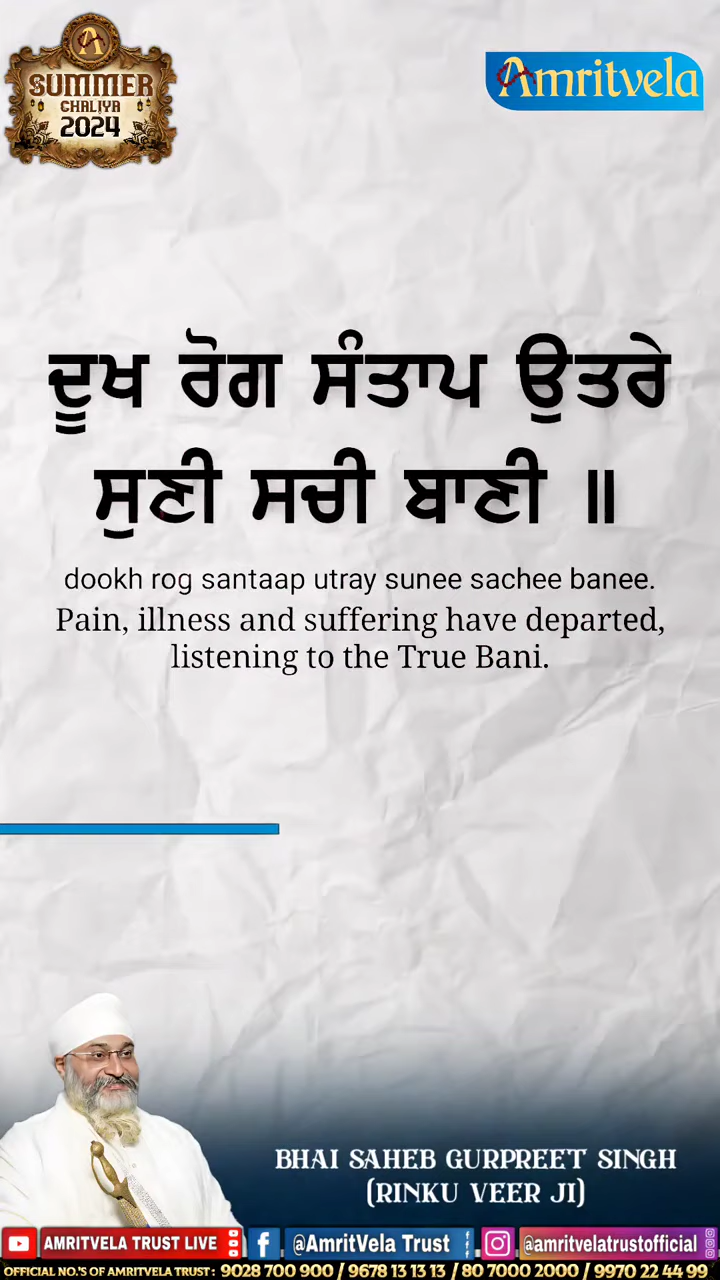 SUMMER
CHALIYA
2024
Amritvela
ਦੂਖ ਰੋਗ ਸੰਤਾਪ ਉਤਰੇ
ਸੁਣੀ ਸਚੀ ਬਾਣੀ ॥
dookh rog santaap utray sunee sachee banee.
Pain, illness and suffering have departed,
listening to the True Bani.
BHAI SAHEB GURPREET SINGH
(RINKU VEER JI)
AMRITVELA TRUST LIVE @AmritVela Trust @amritvelatrustofficial
OFFICIAL NO.'S OF AMRITVELA TRUST : 9028 700 900 / 9678 13 13 13 / 80 7000 2000 / 9970 22 44 99